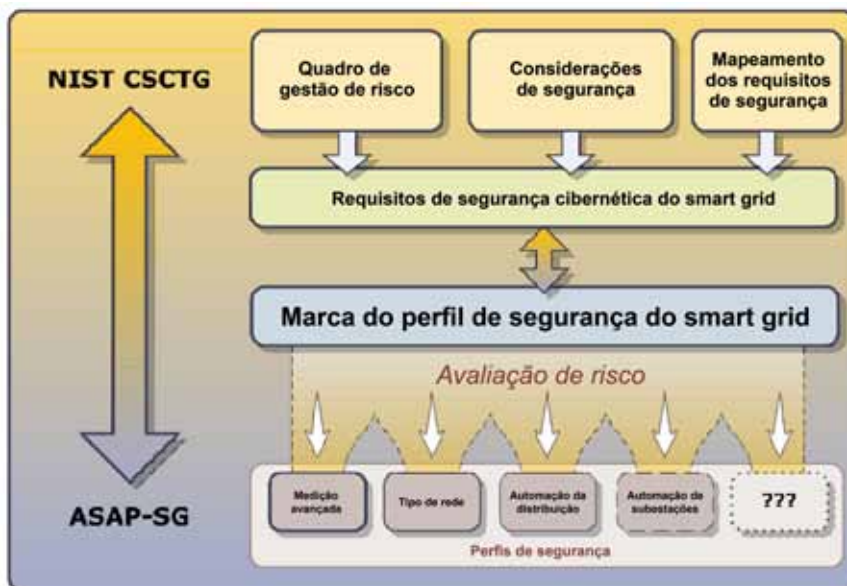 NIST CSCTG
Quadro de
gestão de risco
Considerações
de segurança
Mapeamento
dos requisitos
de segurança
Requisitos de segurança cibernética do smart grid
Marca do perfil de segurança do smart grid
Avaliação de risco
Medição
avançada
Tipo de rede
Automação da
distribuição
Automação de
subestações
???
ASAP-SG
Perfis de segurança